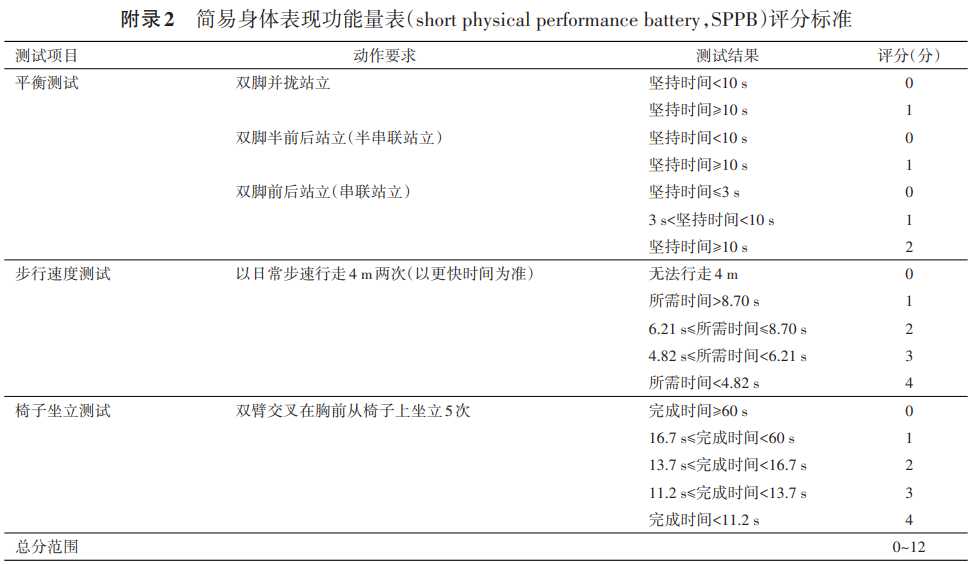 附录2 简易身体表现功能量表(short physical performance battery,SPPB)评分标准
测试项目 动作要求 测试结果 评分(分)
平衡测试 双脚并拢站立 坚持时间<10 s 0
坚持时间≥10 s 1
双脚半前后站立(半串联站立) 坚持时间<10 s 0
坚持时间≥10 s 1
双脚前后站立(串联站立) 坚持时间≤3 s 0
3 s<坚持时间<10 s 1
坚持时间≥10 s 2
步行速度测试 以日常步速行走4 m两次(以更快时间为准) 无法行走4 m 0
所需时间>8.70 s 1
6.21 s≤所需时间≤8.70 s 2
4.82 s≤所需时间<6.21 s 3
所需时间<4.82 s 4
椅子坐立测试 双臂交叉在胸前从椅子上坐立5次 完成时间≥60 s 0
16.7 s≤完成时间<60 s 1
13.7 s≤完成时间<16.7 s 2
11.2 s≤完成时间<13.7 s 3
完成时间<11.2 s 4
总分范围 0~12